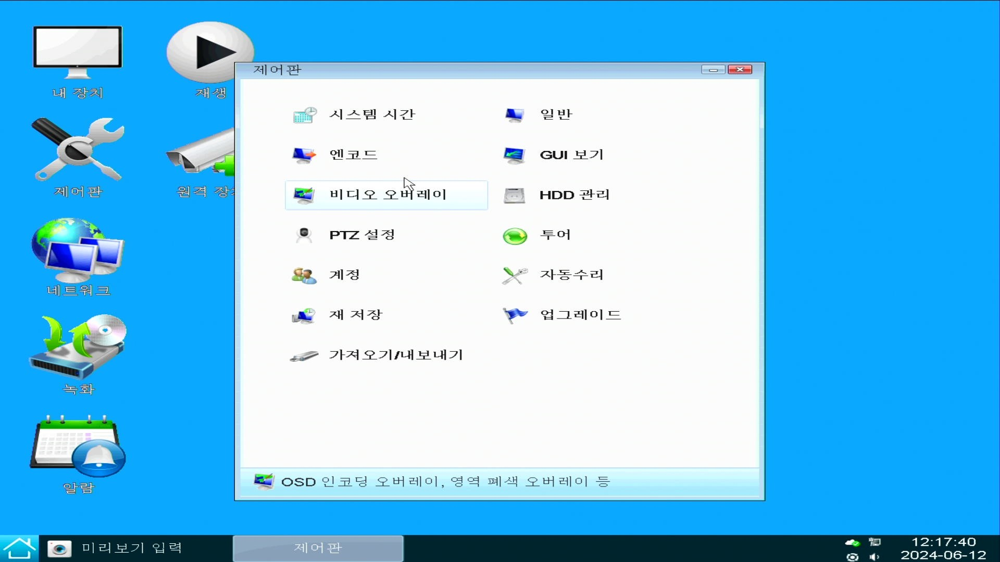 내 장치
재생
제어판
네트워크
녹화
알람
제어판
시스템 시간
일반
엔코드
GUI 보기
비디오 오버레이
HDD 관리
PTZ 설정
투어
계정
자동수리
재 저장
업그레이드
가져오기/내보내기
OSD 인코딩 오버레이, 영역 폐색 오버레이 등
원격
미리보기 입력
제어판
12:17:40
2024-06-12